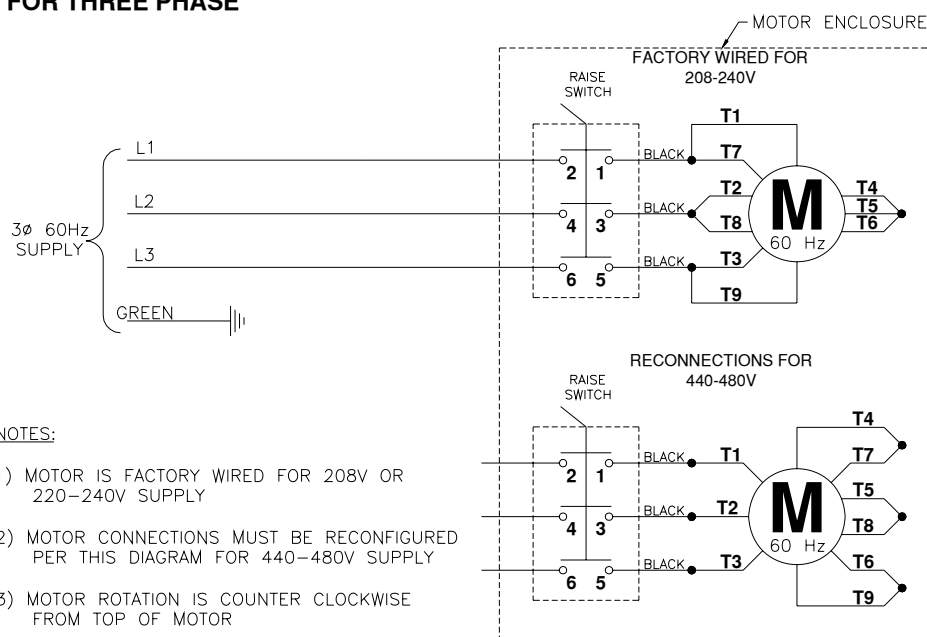 FOR THREE PHASE
MOTOR ENCLOSURE
FACTORY WIRED FOR
208-240V
RAISE
SWITCH
T1
L1
BLACK
T7
2 1
L2
BLACK
T2
T8
4 3
M
60 Hz
T4
T5
T6
3ø 60Hz
SUPPLY
L3
BLACK
T3
6 5
T9
GREEN
RECONNECTIONS FOR
440-480V
RAISE
SWITCH
T4
BLACK
T1
T7
2 1
BLACK
T2
4 3
M
60 Hz
T5
T8
BLACK
T3
6 5
T6
T9
NOTES:
) MOTOR IS FACTORY WIRED FOR 208V OR
220-240V SUPPLY
2) MOTOR CONNECTIONS MUST BE RECONFIGURED
PER THIS DIAGRAM FOR 440-480V SUPPLY
3) MOTOR ROTATION IS COUNTER CLOCKWISE
FROM TOP OF MOTOR